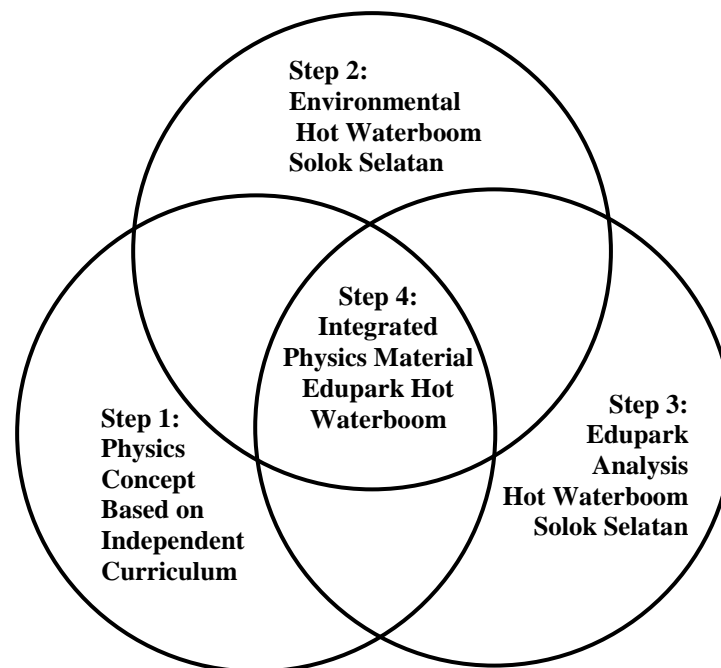 Step 2:
Environmental
Hot Waterboom
Solok Selatan
Step 4:
Integrated
Physics Material
Edupark Hot
Waterboom
Step 1:
Physics
Concept
Based on
Independent
Curriculum
Step 3:
Edupark
Analysis
Hot Waterboom
Solok Selatan